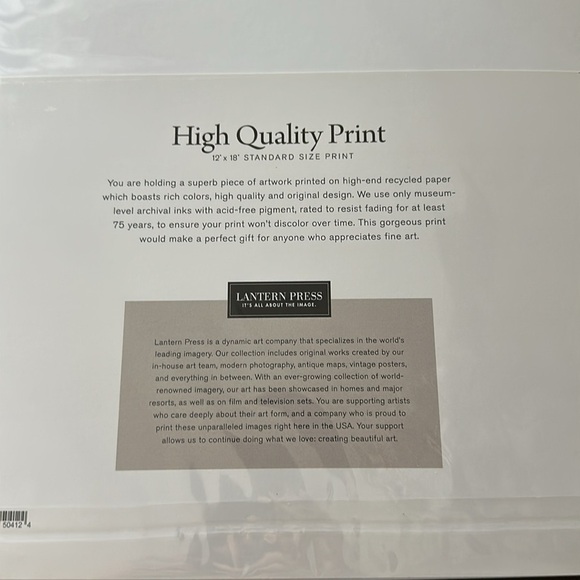 High Quality Print
12" x 18" STANDARD SIZE PRINT
You are holding a superb piece of artwork printed on high-end recycled paper
which boasts rich colors, high quality and original design. We use only museum-
level archival inks with acid-free pigment, rated to resist fading for at least
75 years, to ensure your print won't discolor over time. This gorgeous print
would make a perfect gift for anyone who appreciates fine art.
LANTERN PRESS
IT'S ALL ABOUT THE IMAGE.
Lantern Press is a dynamic art company that specializes in the world's
leading imagery. Our collection includes original works created by our
in-house art team, modern photography, antique maps, vintage posters,
and everything in between. With an ever-growing collection of world-
renowned imagery, our art has been showcased in homes and major
resorts, as well as on film and television sets. You are supporting artists
who care deeply about their art form, and a company who is proud to
print these unparalleled images right here in the USA. Your support
allows us to continue doing what we love: creating beautiful art.
50412 4